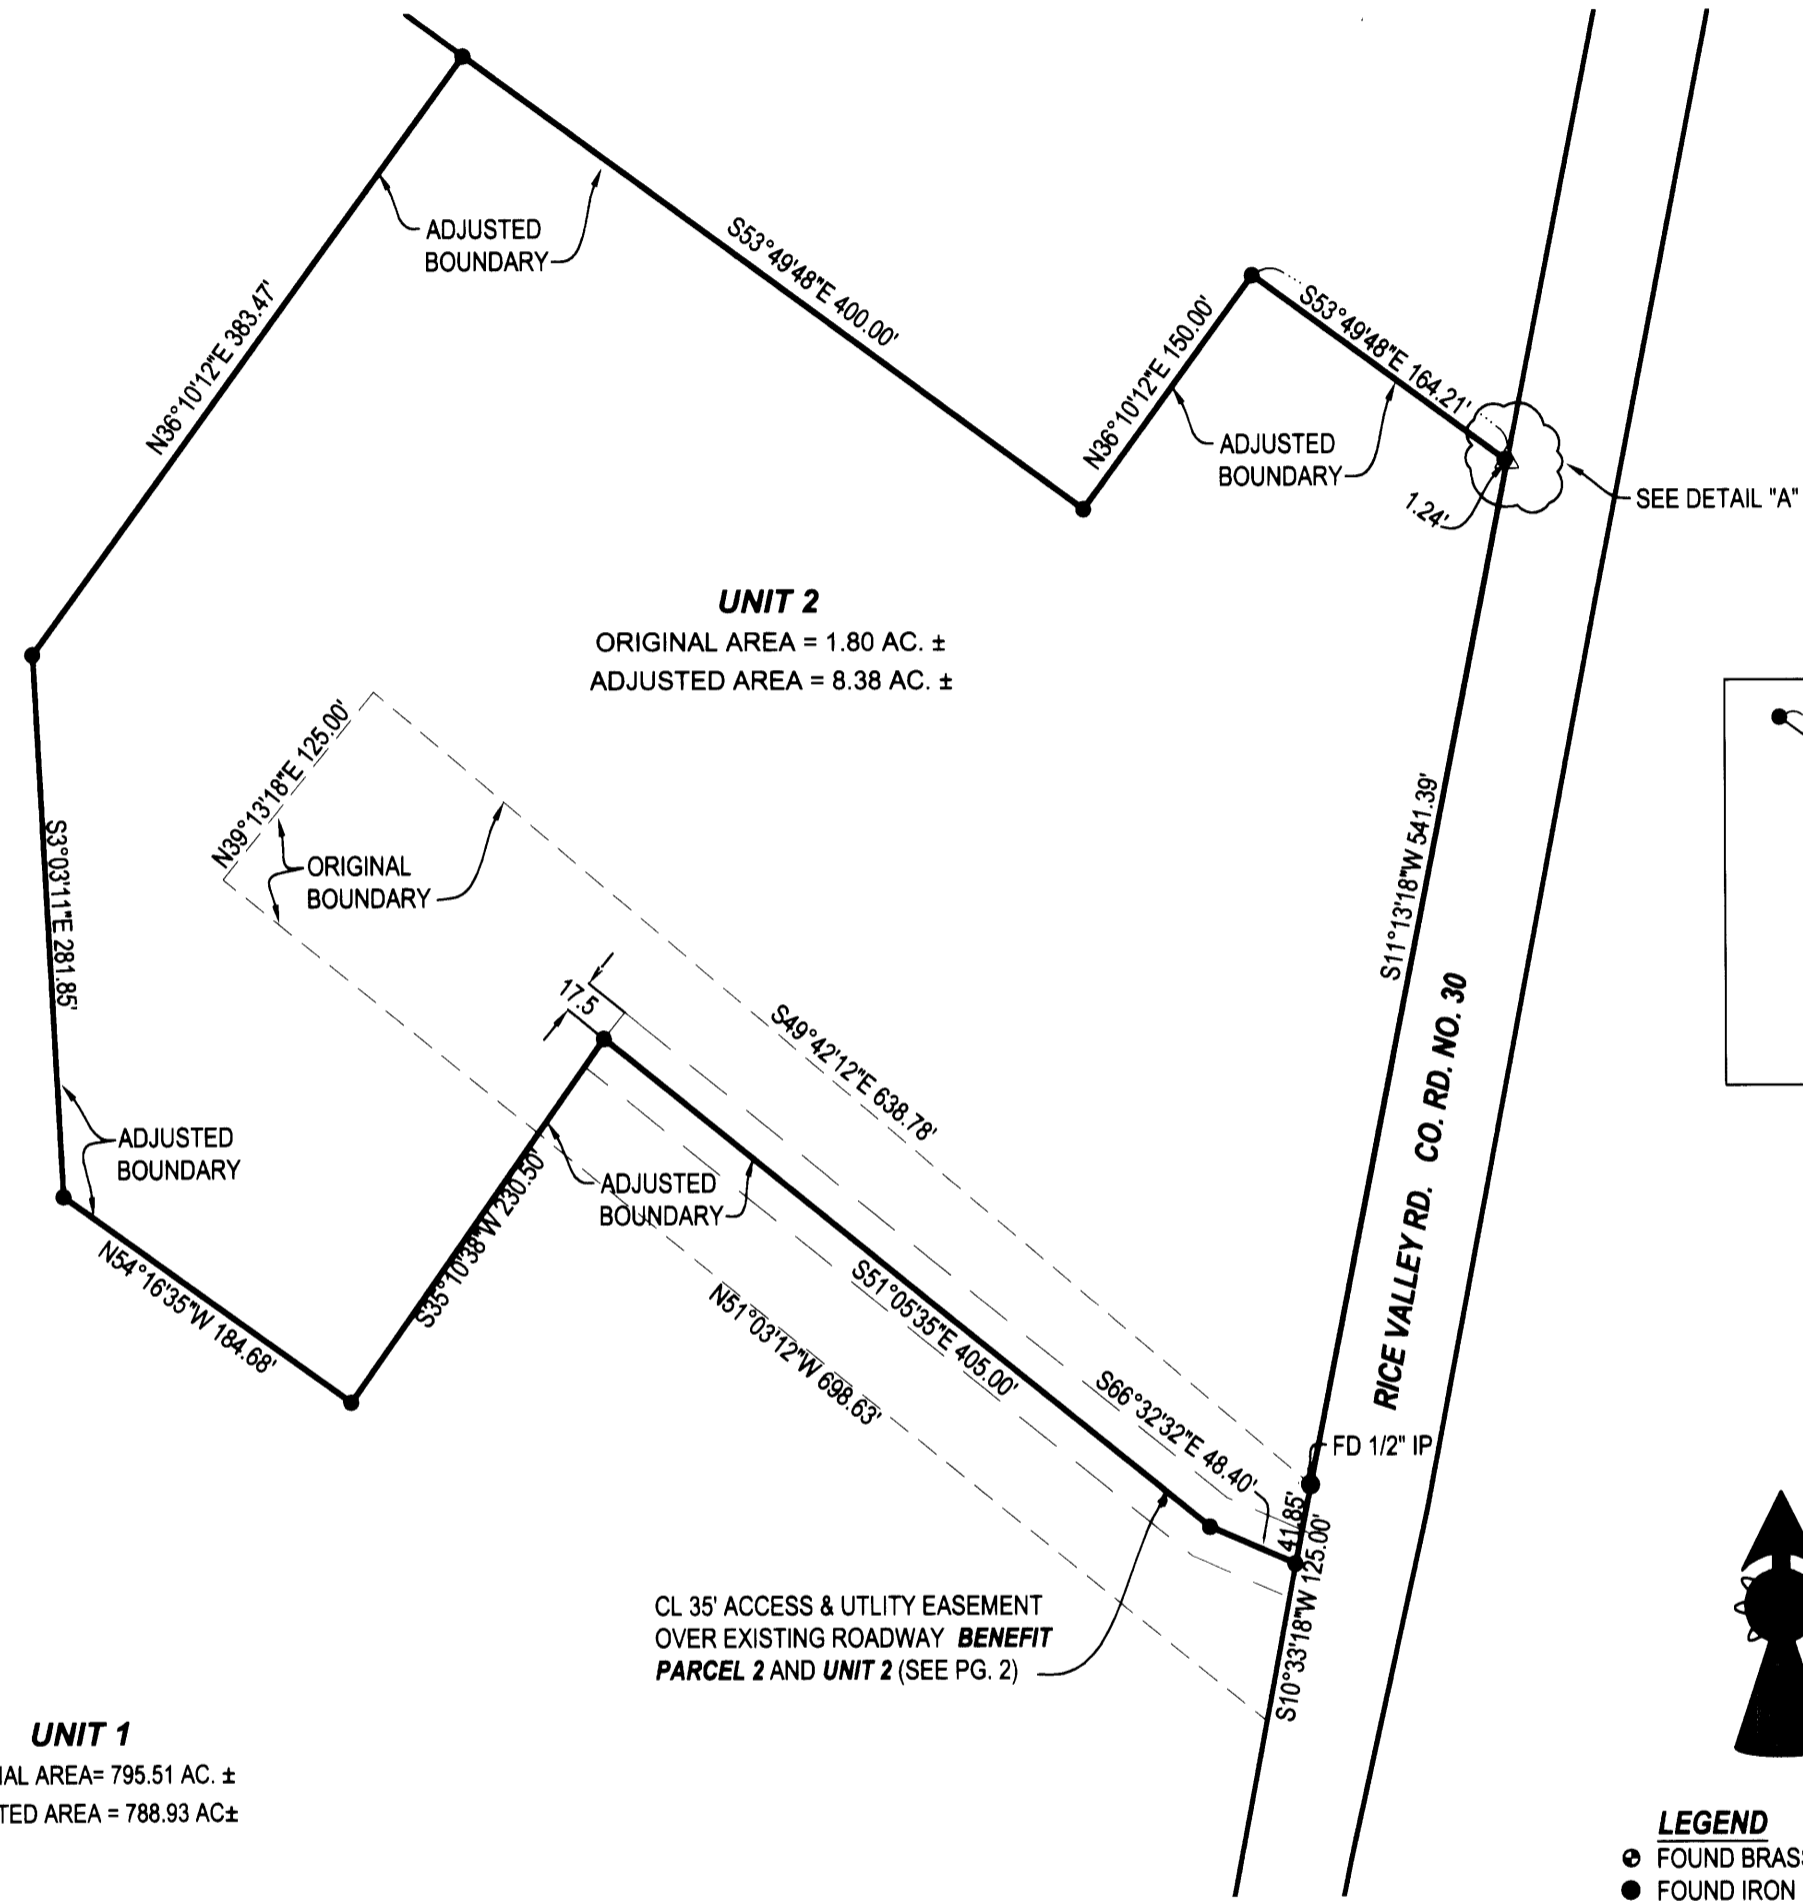 S53°49'48"E 400.00'
ADJUSTED
BOUNDARY
N36°10'12"E 383.47'
S53°49'48"E 164.21'
N36°10'12"E 150.00'
ADJUSTED
BOUNDARY
1.24'
SEE DETAIL "A"
UNIT 2
ORIGINAL AREA = 1.80 AC. ±
ADJUSTED AREA = 8.38 AC. ±
N39°13'18"E 125.00'
ORIGINAL
BOUNDARY
S3°03'11"E 281.85'
S11°13'18"W 541.39'
17.5
S49°42'12"E 638.78'
RICE VALLEY RD. CO. RD. NO. 30
ADJUSTED
BOUNDARY
ADJUSTED
BOUNDARY
S35°10'38"W 230.50'
N54°16'35"W 184.68'
S51°05'35"E 405.00'
N51°03'12"W 698.63'
S66°32'32"E 48.40'
FD 1/2" IP
41.85'
S10°33'18"W 125.00'
CL 35' ACCESS & UTLITY EASEMENT
OVER EXISTING ROADWAY BENEFIT
PARCEL 2 AND UNIT 2 (SEE PG. 2)
UNIT 1
IAL AREA= 795.51 AC. ±
TED AREA = 788.93 AC±
LEGEND
FOUND BRAS
FOUND IRON